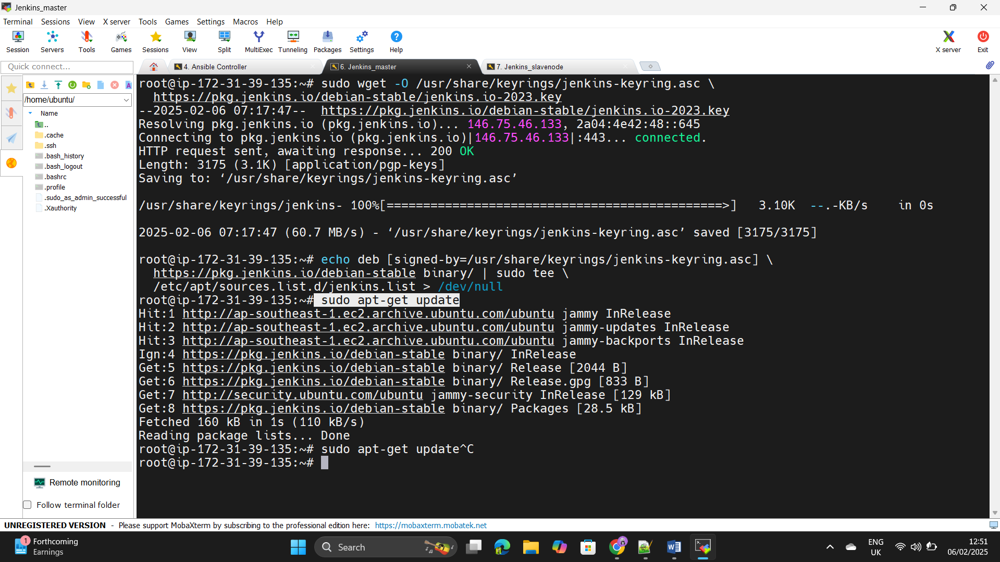 Jenkins_master
Terminal Sessions View X server Tools Games Settings Macros Help
Session Servers Tools Games Sessions View Split MultiExec Tunneling Packages Settings Help X server Exit
Quick connect...
4. Ansible Controller
6. Jenkins_master
7. Jenkins_slavenode
/home/ubuntu/
Name
..
.cache
.ssh
.bash_history
.bash_logout
.bashrc
.profile
.sudo_as_admin_successful
.Xauthority
Remote monitoring
Follow terminal folder
root@ip-172-31-39-135:~# sudo wget -O /usr/share/keyrings/jenkins-keyring.asc \
  https://pkg.jenkins.io/debian-stable/jenkins.io-2023.key
--2025-02-06 07:17:47--  https://pkg.jenkins.io/debian-stable/jenkins.io-2023.key
Resolving pkg.jenkins.io (pkg.jenkins.io)... 146.75.46.133, 2a04:4e42:48::645
Connecting to pkg.jenkins.io (pkg.jenkins.io)|146.75.46.133|:443... connected.
HTTP request sent, awaiting response... 200 OK
Length: 3175 (3.1K) [application/pgp-keys]
Saving to: ‘/usr/share/keyrings/jenkins-keyring.asc’
/usr/share/keyrings/jenkins- 100%[==============================================>]   3.10K  --.-KB/s    in 0s
2025-02-06 07:17:47 (60.7 MB/s) - ‘/usr/share/keyrings/jenkins-keyring.asc’ saved [3175/3175]
root@ip-172-31-39-135:~# echo deb [signed-by=/usr/share/keyrings/jenkins-keyring.asc] \
  https://pkg.jenkins.io/debian-stable binary/ | sudo tee \
  /etc/apt/sources.list.d/jenkins.list > /dev/null
root@ip-172-31-39-135:~# sudo apt-get update
Hit:1 http://ap-southeast-1.ec2.archive.ubuntu.com/ubuntu jammy InRelease
Hit:2 http://ap-southeast-1.ec2.archive.ubuntu.com/ubuntu jammy-updates InRelease
Hit:3 http://ap-southeast-1.ec2.archive.ubuntu.com/ubuntu jammy-backports InRelease
Ign:4 https://pkg.jenkins.io/debian-stable binary/ InRelease
Get:5 https://pkg.jenkins.io/debian-stable binary/ Release [2044 B]
Get:6 https://pkg.jenkins.io/debian-stable binary/ Release.gpg [833 B]
Get:7 http://security.ubuntu.com/ubuntu jammy-security InRelease [129 kB]
Get:8 https://pkg.jenkins.io/debian-stable binary/ Packages [28.5 kB]
Fetched 160 kB in 1s (110 kB/s)
Reading package lists... Done
root@ip-172-31-39-135:~# sudo apt-get update^C
root@ip-172-31-39-135:~#
UNREGISTERED VERSION - Please support MobaXterm by subscribing to the professional edition here: https://mobaxterm.mobatek.net
1
Forthcoming
Earnings
Search
ENG
UK
12:51
06/02/2025